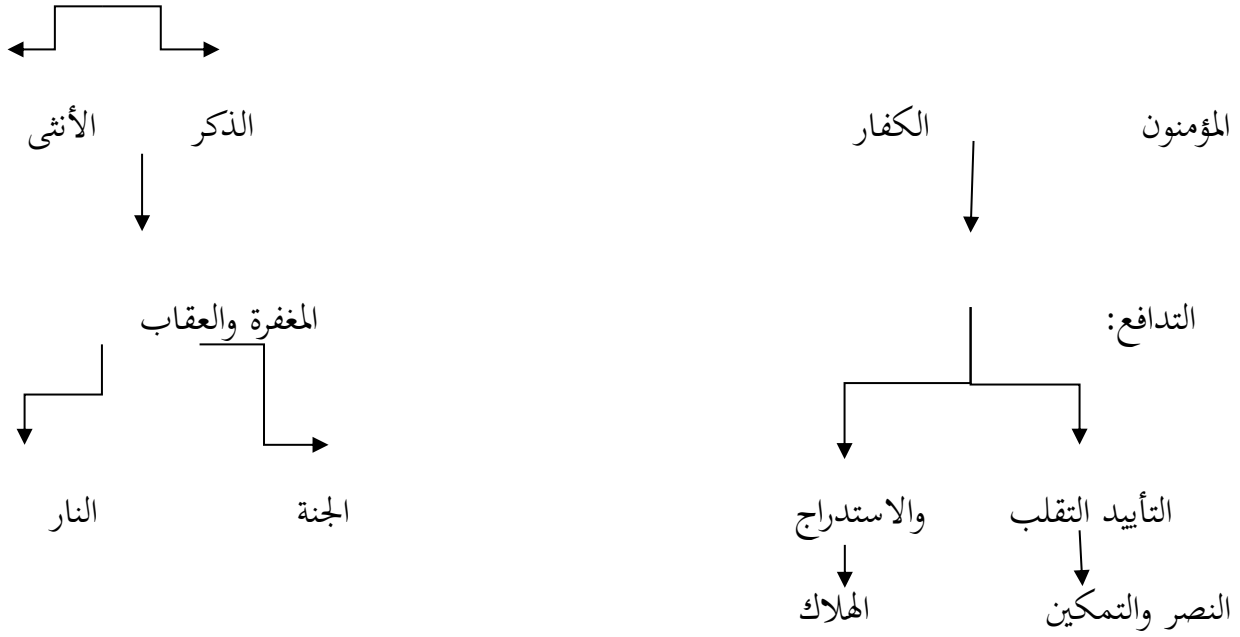 المؤمنون الكفار الذكر الأنثى
التدافع: المغفرة والعقاب
التأييد التقلب والاستدراج الجنة النار
النصر والتمكين الهلاك